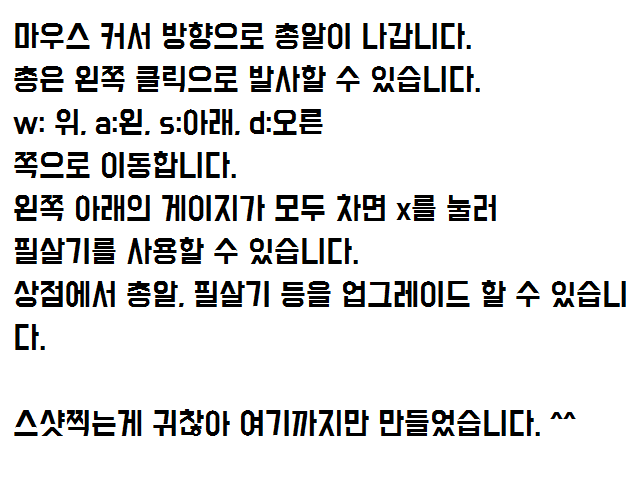 마우스 커서 방향으로 총알이 나갑니다.
총은 왼쪽 클릭으로 발사할 수 있습니다.
w: 위, a:왼, s:아래, d:오른
쪽으로 이동합니다.
왼쪽 아래의 게이지가 모두 차면 x를 눌러
필살기를 사용할 수 있습니다.
상점에서 총알, 필살기 등을 업그레이드 할 수 있습니
다.
스샷찍는게 귀찮아 여기까지만 만들었습니다. ^^